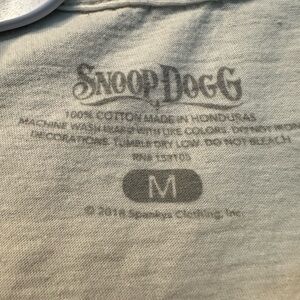 SNOOP DOGG
100% COTTON MADE IN HONDURAS
MACHINE WASH WARM WITH LIKE COLORS. DO NOT IRON
DECORATIONS. TUMBLE DRY LOW. DO NOT BLEACH
RN#
M
© 2018 Spankys Clothing, Inc.